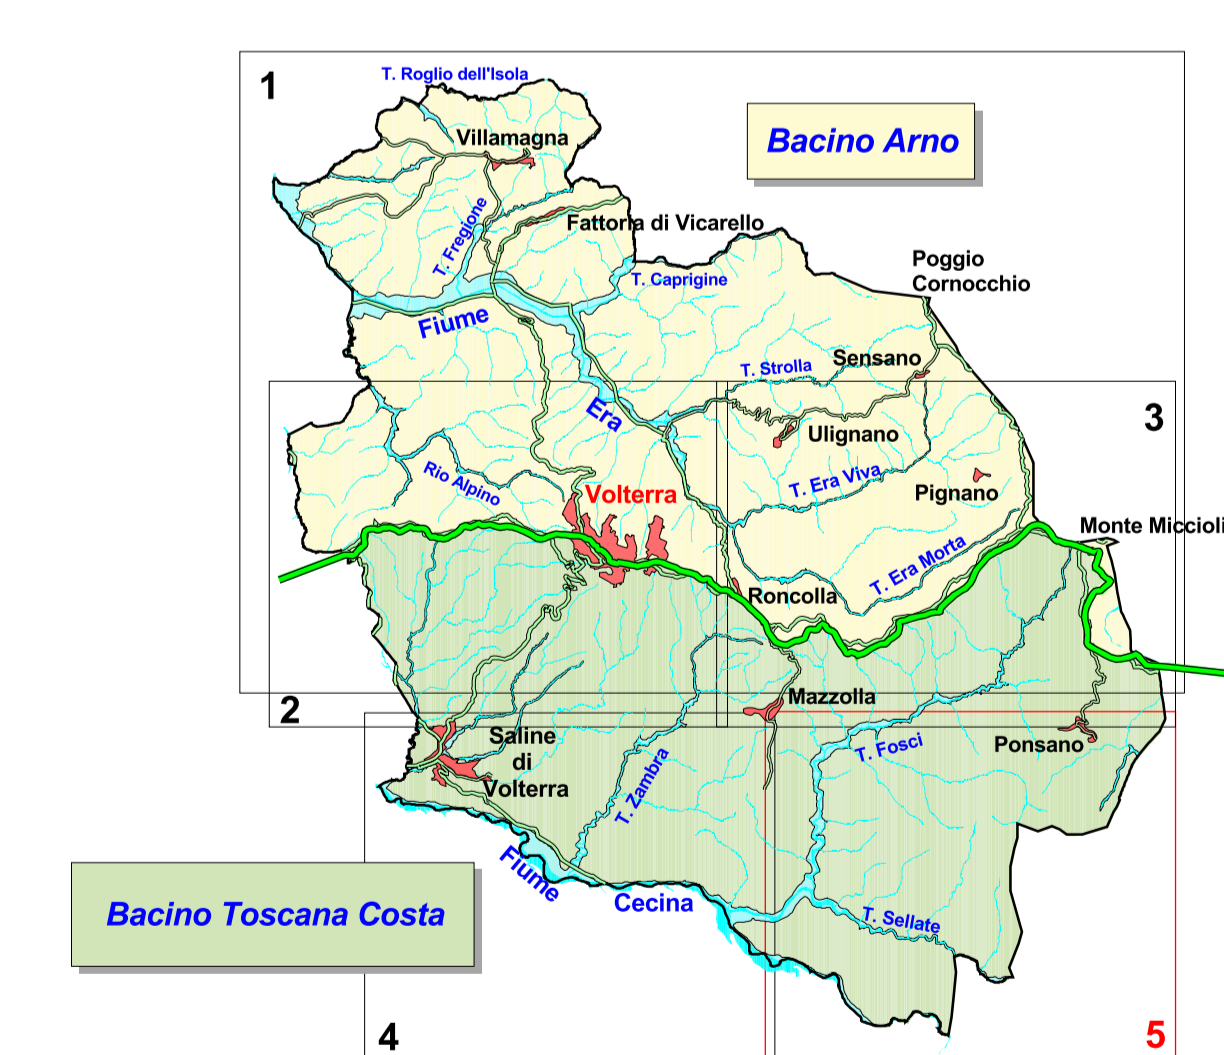 1
T. Roglio dell'Isola
Villamagna
Bacino Arno
T. Fregione
Fattoria di Vicarello
Poggio
Cornocchio
T. Caprigine
Fiume
Sensano
T. Strolla
Era
3
Ulignano
Rio Alpino
T. Era Viva
Volterra
Pignano
Monte Miccioli
T. Era Morta
Roncolla
2
Mazzolla
Saline
di
Volterra
T. Fosci
Ponsano
T. Zambra
Fiume
Cecina
Bacino Toscana Costa
T. Sellate
4
5